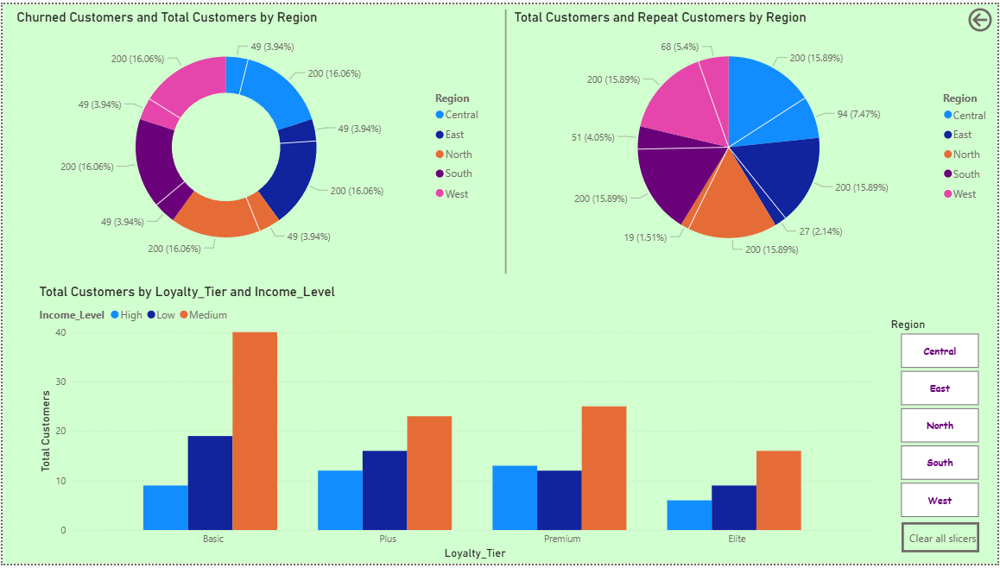 Churned Customers and Total Customers by Region
49 (3.94%)
200 (16.06%)
49 (3.94%)
200 (16.06%)
49 (3.94%)
200 (16.06%)
49 (3.94%)
200 (16.06%)
49 (3.94%)
200 (16.06%)
Region
Central
East
North
South
West
Total Customers and Repeat Customers by Region
200 (15.89%)
94 (7.47%)
200 (15.89%)
27 (2.14%)
200 (15.89%)
19 (1.51%)
200 (15.89%)
51 (4.05%)
200 (15.89%)
68 (5.4%)
Region
Central
East
North
South
West
Total Customers by Loyalty_Tier and Income_Level
Income_Level High Low Medium
Total Customers
40
30
20
10
0
Basic Plus Premium Elite
Loyalty_Tier
Region
Central
East
North
South
West
Clear all slicers